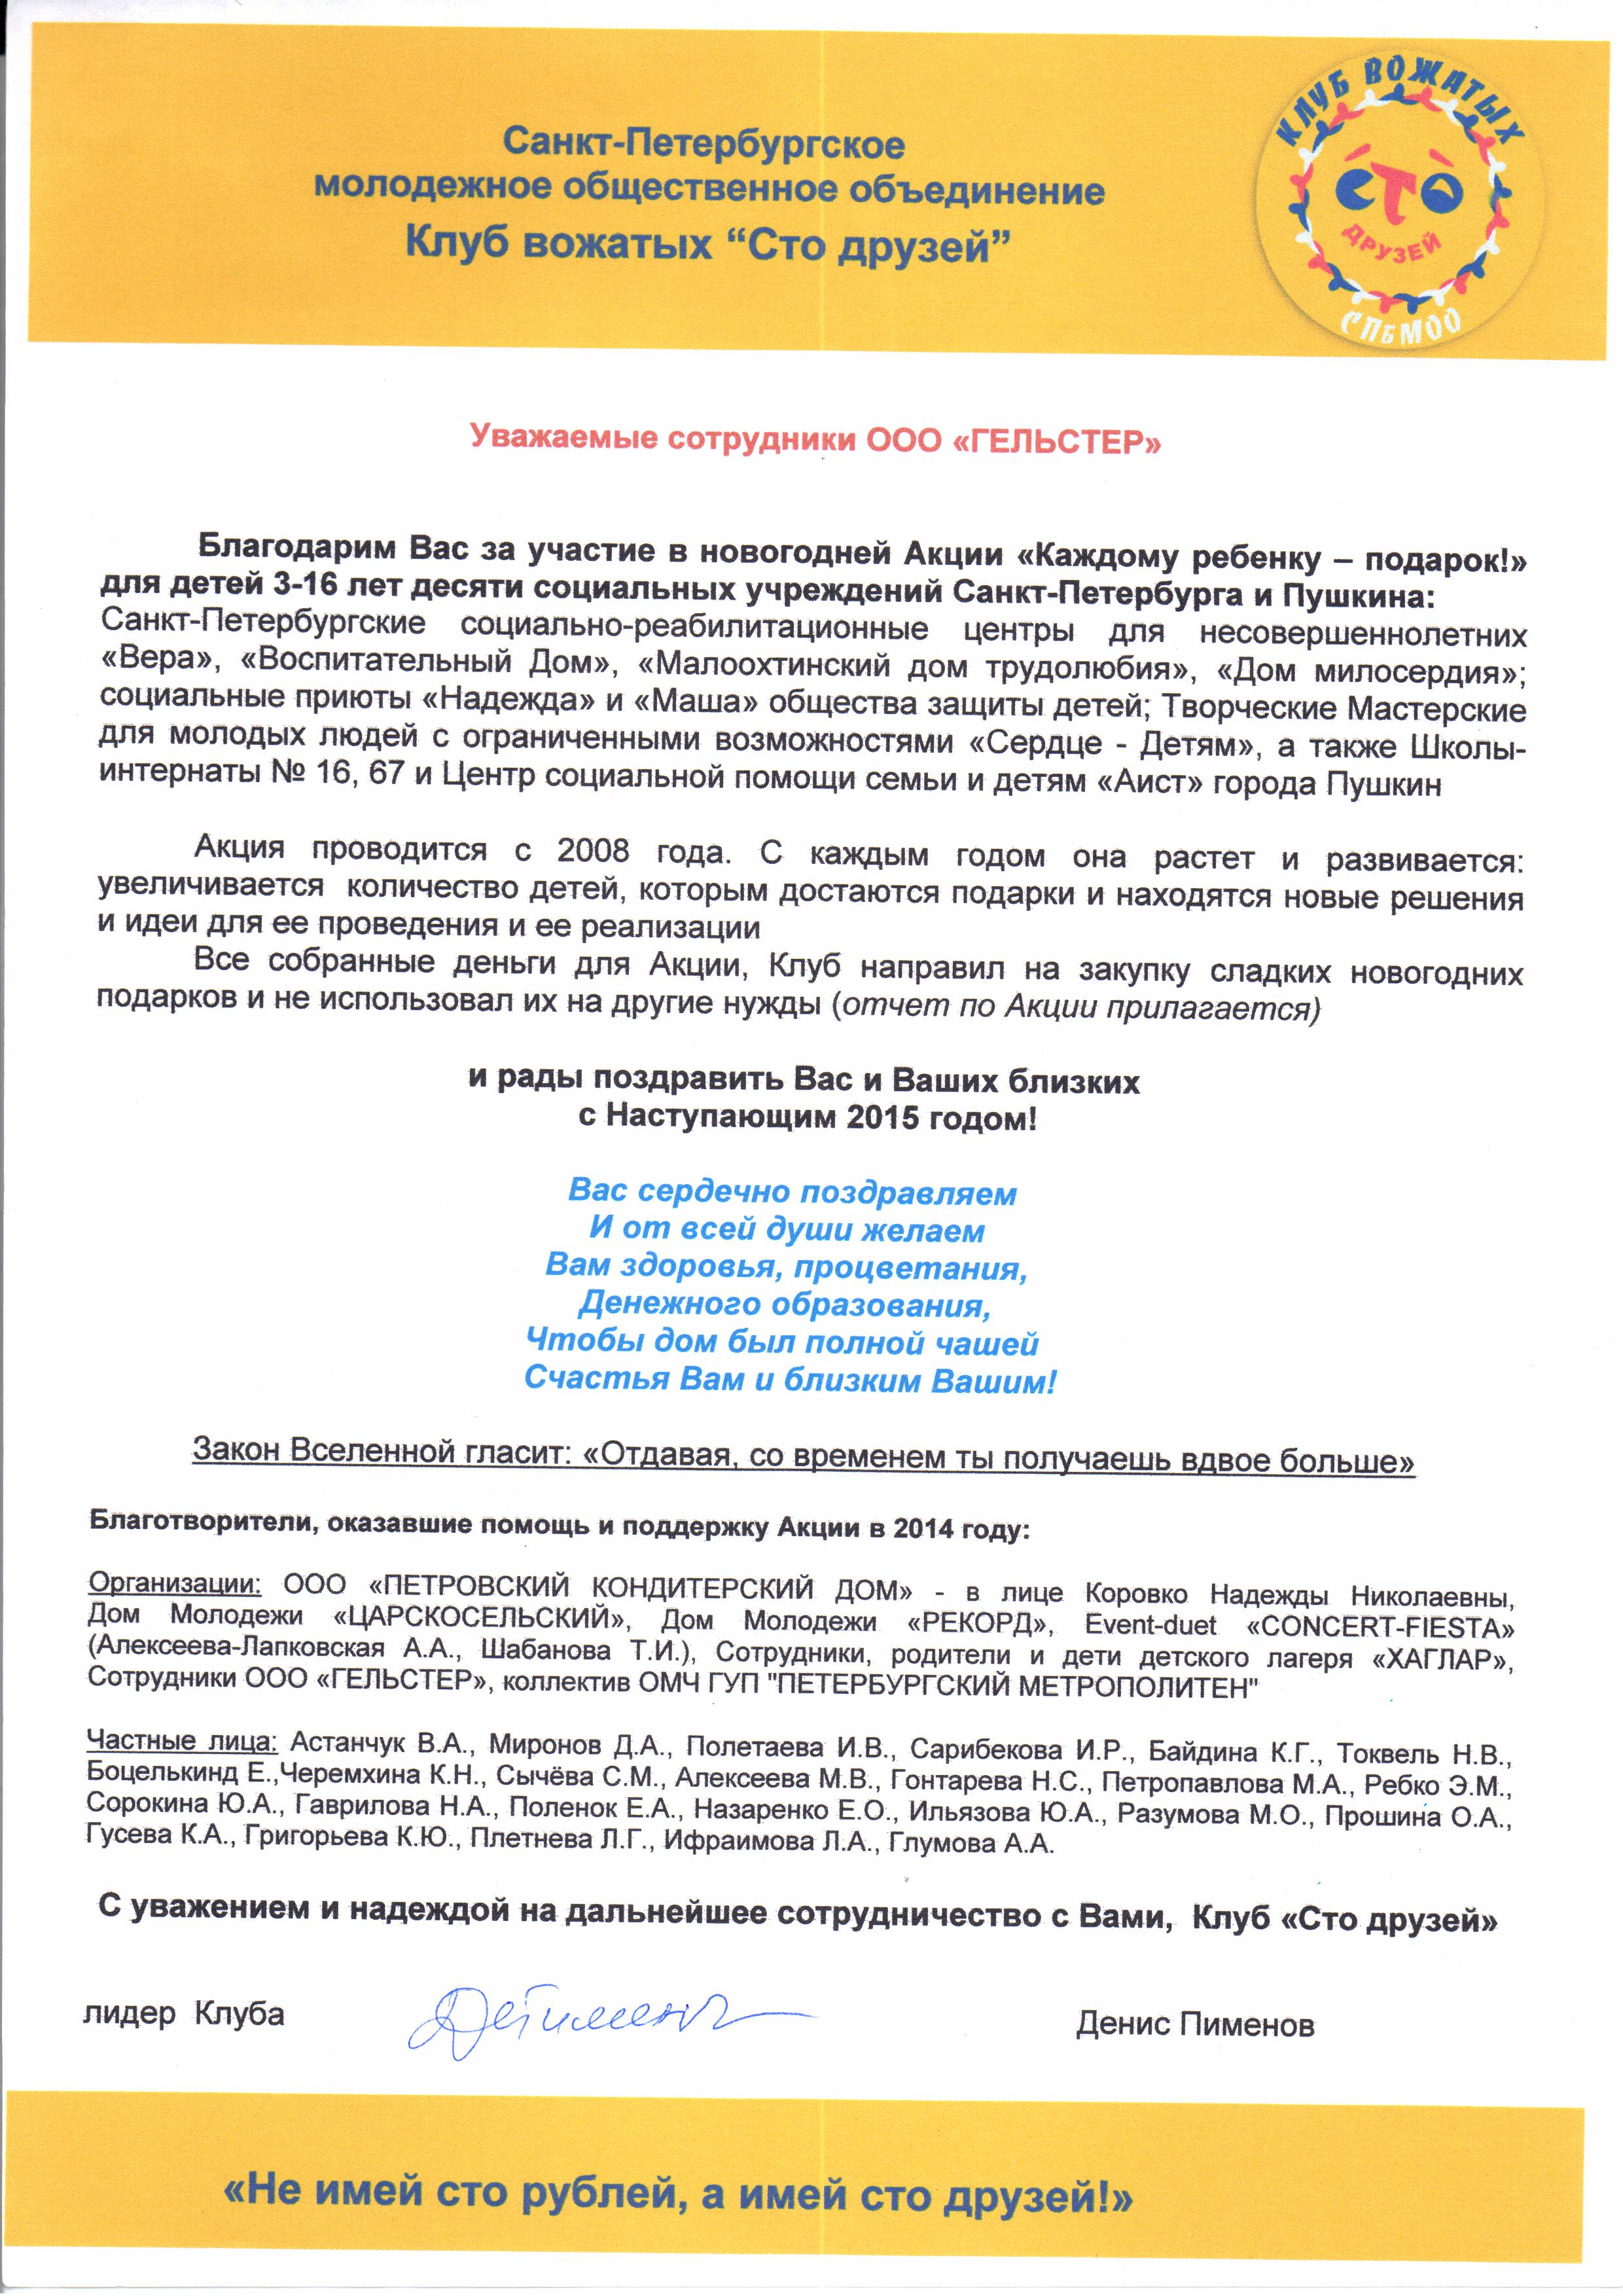 Санкт-Петербургское
молодежное общественное объединение
Клуб вожатых “Сто друзей”
КЛУБ ВОЖАТЫХ
СТО
ДРУЗЕЙ
СПбМОО
Уважаемые сотрудники ООО «ГЕЛЬСТЕР»
Благодарим Вас за участие в новогодней Акции «Каждому ребенку – подарок!»
для детей 3-16 лет десяти социальных учреждений Санкт-Петербурга и Пушкина:
Санкт-Петербургские социально-реабилитационные центры для несовершеннолетних
«Вера», «Воспитательный Дом», «Малоохтинский дом трудолюбия», «Дом милосердия»;
социальные приюты «Надежда» и «Маша» общества защиты детей; Творческие Мастерские
для молодых людей с ограниченными возможностями «Сердце - Детям», а также Школы-
интернаты № 16, 67 и Центр социальной помощи семьи и детям «Аист» города Пушкин
Акция проводится с 2008 года. С каждым годом она растет и развивается:
увеличивается количество детей, которым достаются подарки и находятся новые решения
и идеи для ее проведения и ее реализации
Все собранные деньги для Акции, Клуб направил на закупку сладких новогодних
подарков и не использовал их на другие нужды (отчет по Акции прилагается)
и рады поздравить Вас и Ваших близких
с Наступающим 2015 годом!
Вас сердечно поздравляем
И от всей души желаем
Вам здоровья, процветания,
Денежного образования,
Чтобы дом был полной чашей
Счастья Вам и близким Вашим!
Закон Вселенной гласит: «Отдавая, со временем ты получаешь вдвое больше»
Благотворители, оказавшие помощь и поддержку Акции в 2014 году:
Организации: ООО «ПЕТРОВСКИЙ КОНДИТЕРСКИЙ ДОМ» - в лице Коровко Надежды Николаевны,
Дом Молодежи «ЦАРСКОСЕЛЬСКИЙ», Дом Молодежи «РЕКОРД», Event-duet «CONCERT-FIESTA»
(Алексеева-Лапковская А.А., Шабанова Т.И.), Сотрудники, родители и дети детского лагеря «ХАГЛАР»,
Сотрудники ООО «ГЕЛЬСТЕР», коллектив ОМЧ ГУП "ПЕТЕРБУРГСКИЙ МЕТРОПОЛИТЕН"
Частные лица: Астанчук В.А., Миронов Д.А., Полетаева И.В., Сарибекова И.Р., Байдина К.Г., Токвель Н.В.,
Боцелькинд Е.,Черемхина К.Н., Сычёва С.М., Алексеева М.В., Гонтарева Н.С., Петропавлова М.А., Ребко Э.М.,
Сорокина Ю.А., Гаврилова Н.А., Поленок Е.А., Назаренко Е.О., Ильязова Ю.А., Разумова М.О., Прошина О.А.,
Гусева К.А., Григорьева К.Ю., Плетнева Л.Г., Ифраимова Л.А., Глумова А.А.
С уважением и надеждой на дальнейшее сотрудничество с Вами, Клуб «Сто друзей»
лидер Клуба Денис Пименов
«Не имей сто рублей, а имей сто друзей!»